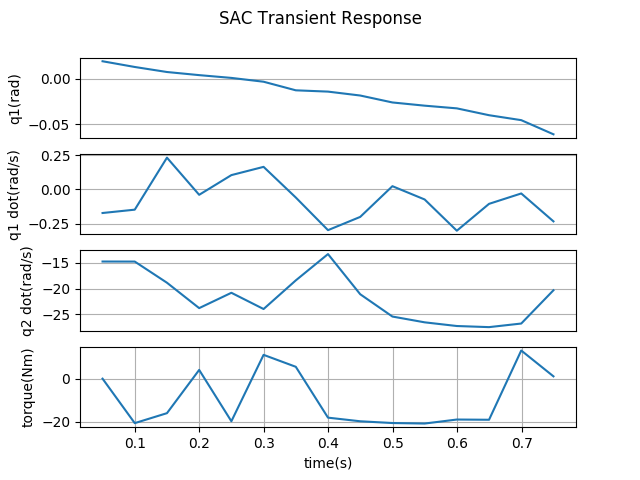 SAC Transient Response
q1(rad)
0.00
−0.05
q1 dot(rad/s)
0.25
0.00
−0.25
q2 dot(rad/s)
−15
−20
−25
torque(Nm)
0
−20
0.1 0.2 0.3 0.4 0.5 0.6 0.7
time(s)